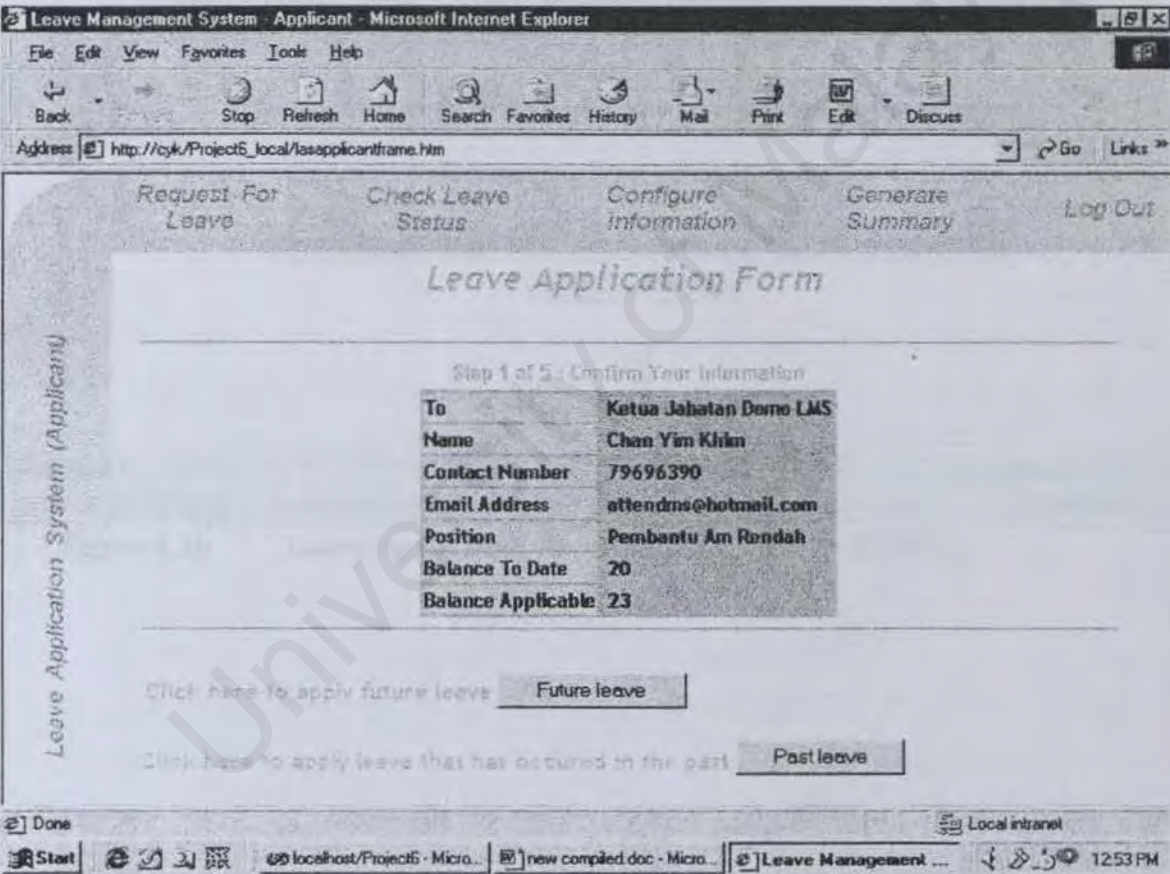 Leave Management System - Applicant - Microsoft Internet Explorer
File Edit View Favorites Tools Help
Back Stop Refresh Home Search Favorites History Mail Print Edit Discuss
Address http://cyk/Project6_local/lasapplicantframe.htm Go Links »
Request For Leave
Check Leave Status
Configure Information
Generate Summary
Log Out
Leave Application System (Applicant)
Leave Application Form
Step 1 of 5 : Confirm Your Information
To Ketua Jabatan Demo LMS
Name Chan Yim Khim
Contact Number 79696390
Email Address attendms@hotmail.com
Position Pembantu Am Rendah
Balance To Date 20
Balance Applicable 23
Click here to apply future leave Future leave
Click here to apply leave that has occured in the past Past leave
Done Local intranet
Start localhost/Project6 - Micro... new compiled.doc - Micro... Leave Management ... 12:53 PM
University of Mala